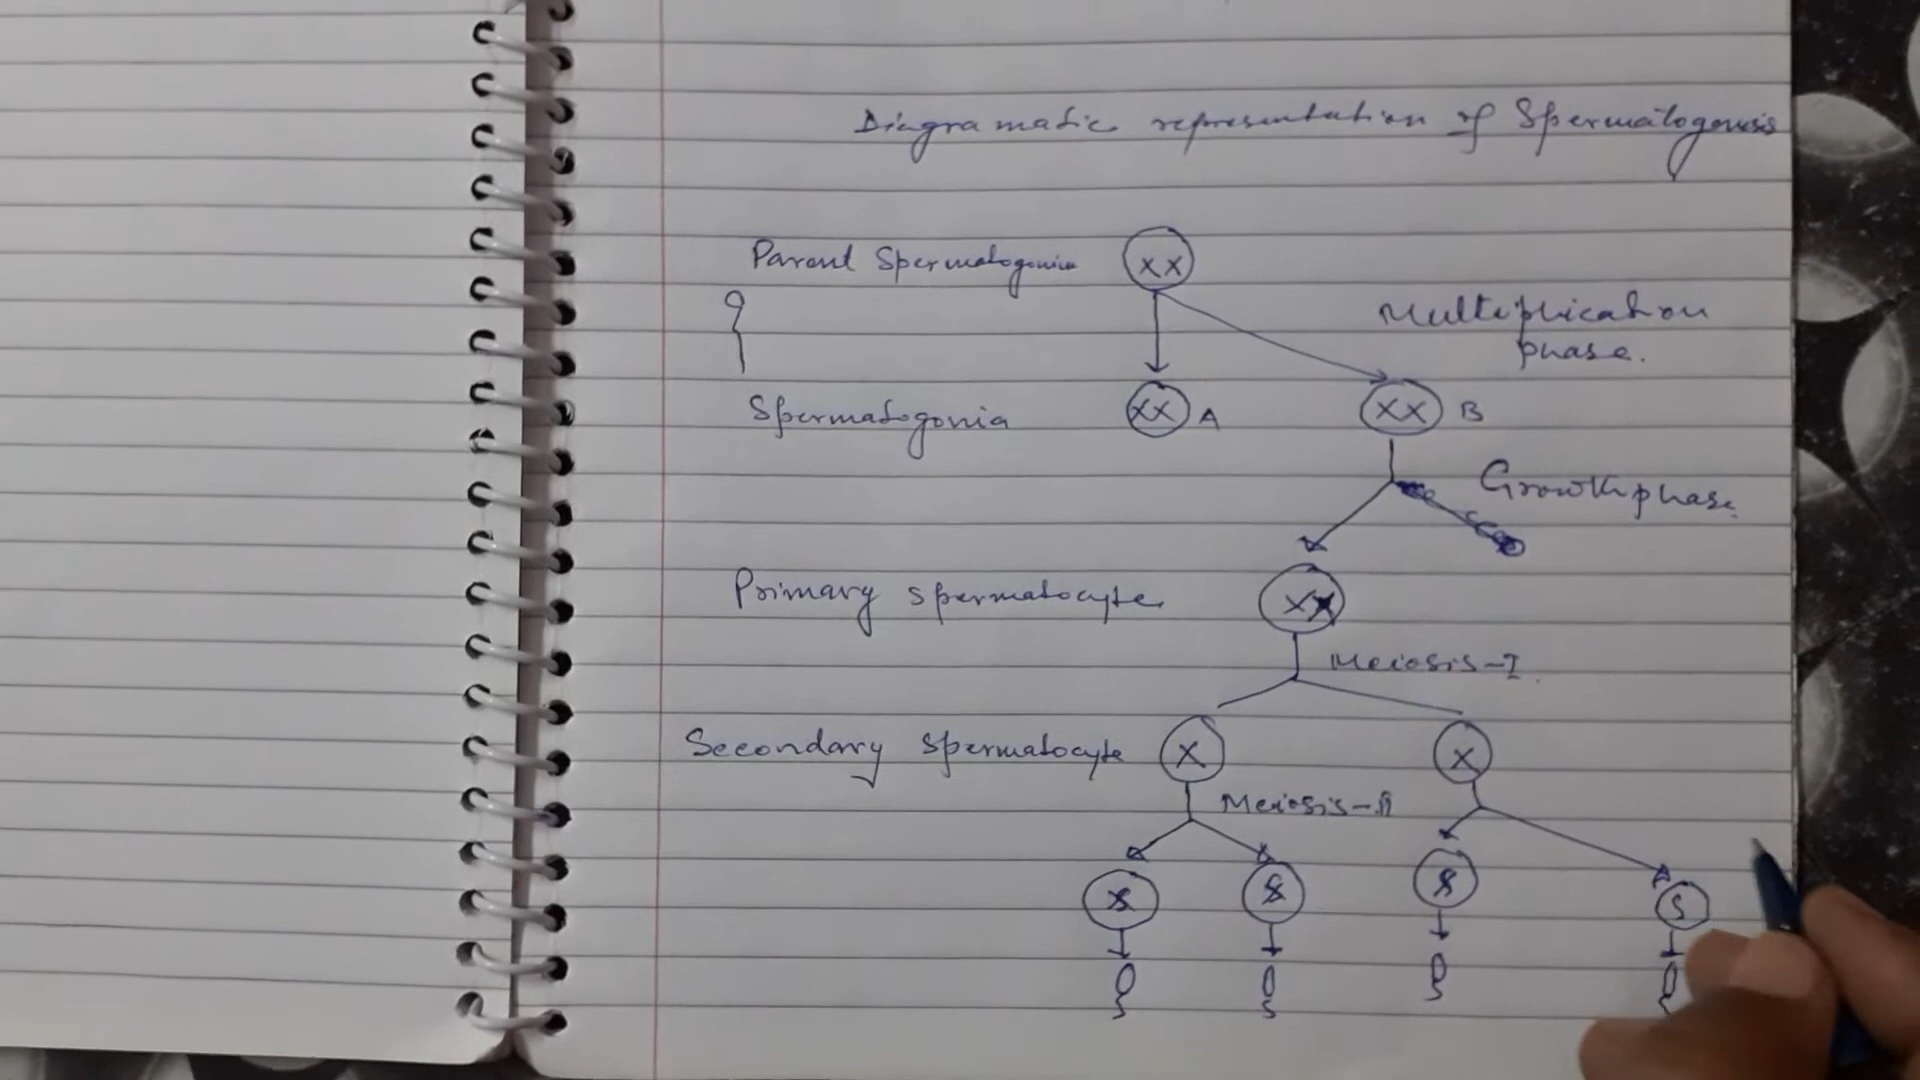 Diagramatic representation of Spermatogenesis
Parent Spermatogonia XX
Multiplication
phase.
Spermatogonia XX A XX B
Growth phase.
Primary spermatocyte XX
Meiosis-I
Secondary spermatocyte X X
Meiosis-II
S